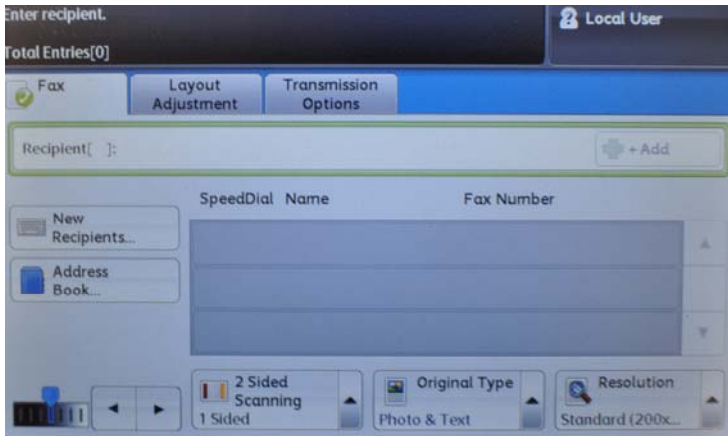 Enter recipient.
Local User
Total Entries[0]
Fax
Layout
Adjustment
Transmission
Options
Recipient[ ]:
+ Add
SpeedDial Name Fax Number
New
Recipients...
Address
Book...
2 Sided
Scanning
1 Sided
Original Type
Photo & Text
Resolution
Standard (200x...